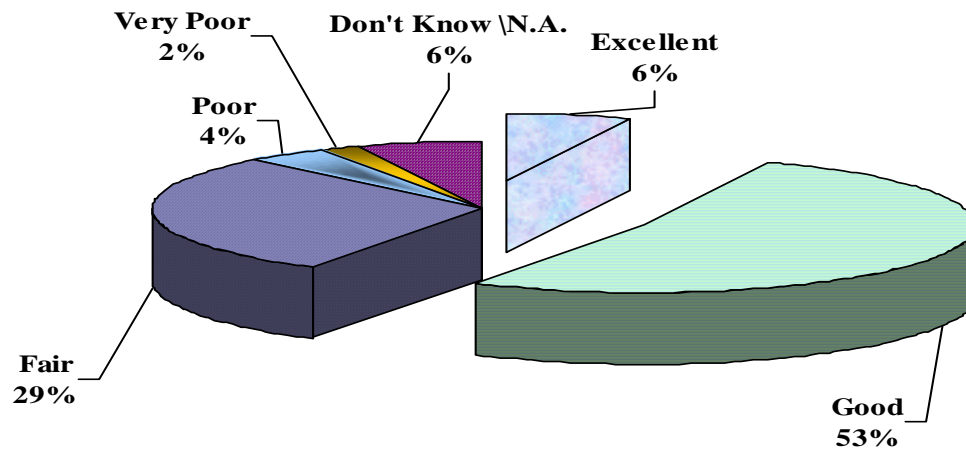 Very Poor
2%
Don't Know \N.A.
6%
Excellent
6%
Poor
4%
Fair
29%
Good
53%